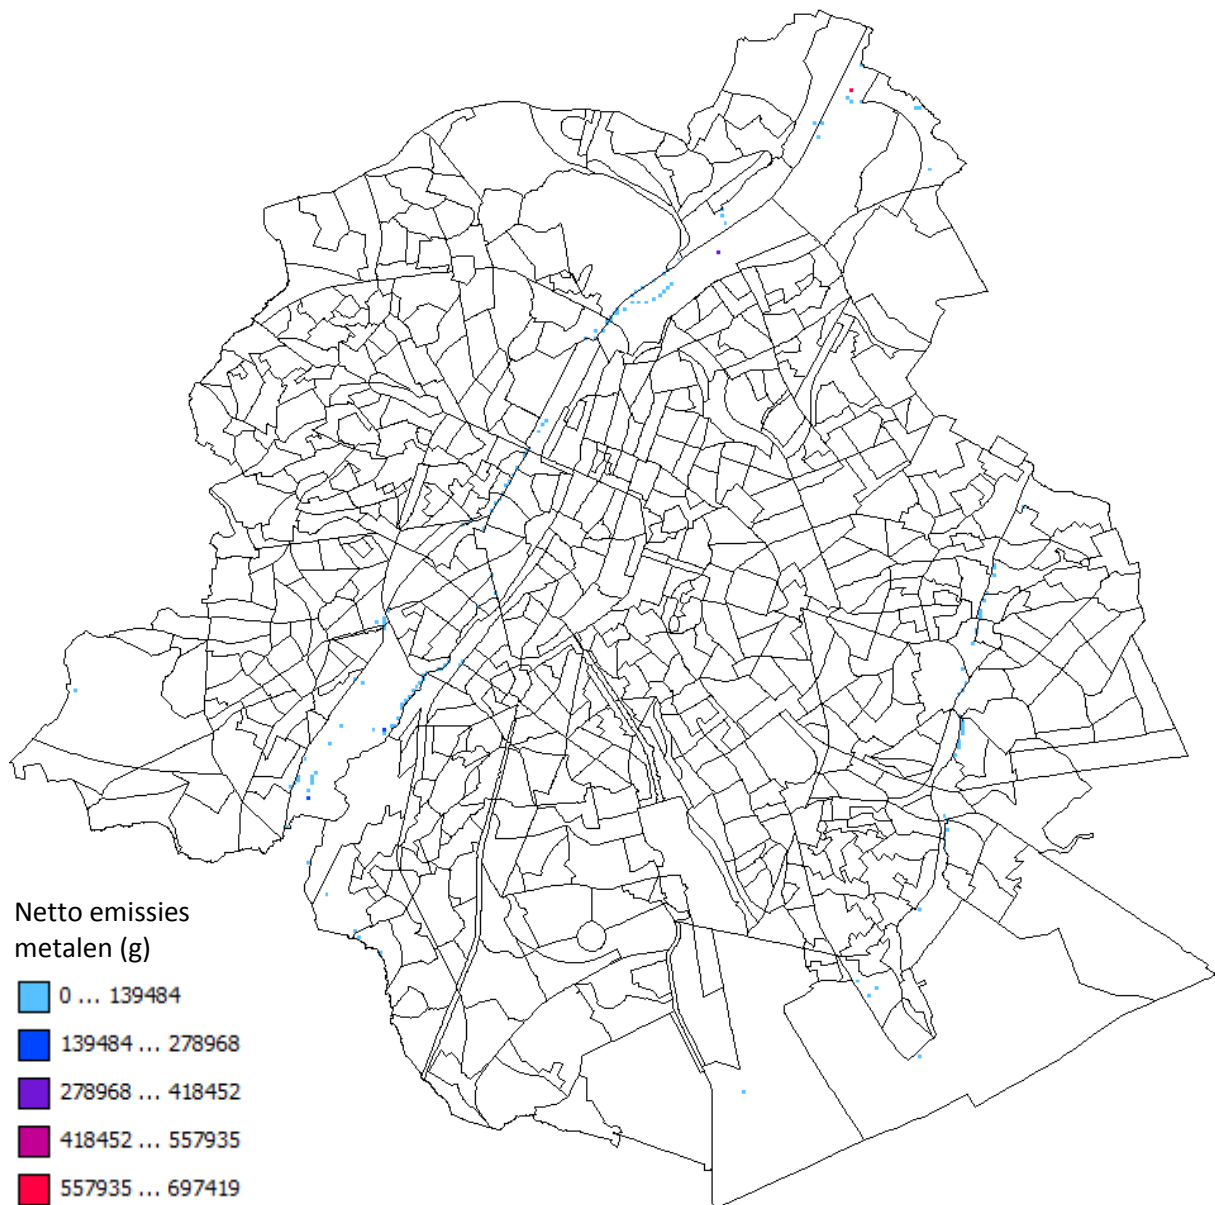 Netto emissies
metalen (g)
0 ... 139484
139484 ... 278968
278968 ... 418452
418452 ... 557935
557935 ... 697419